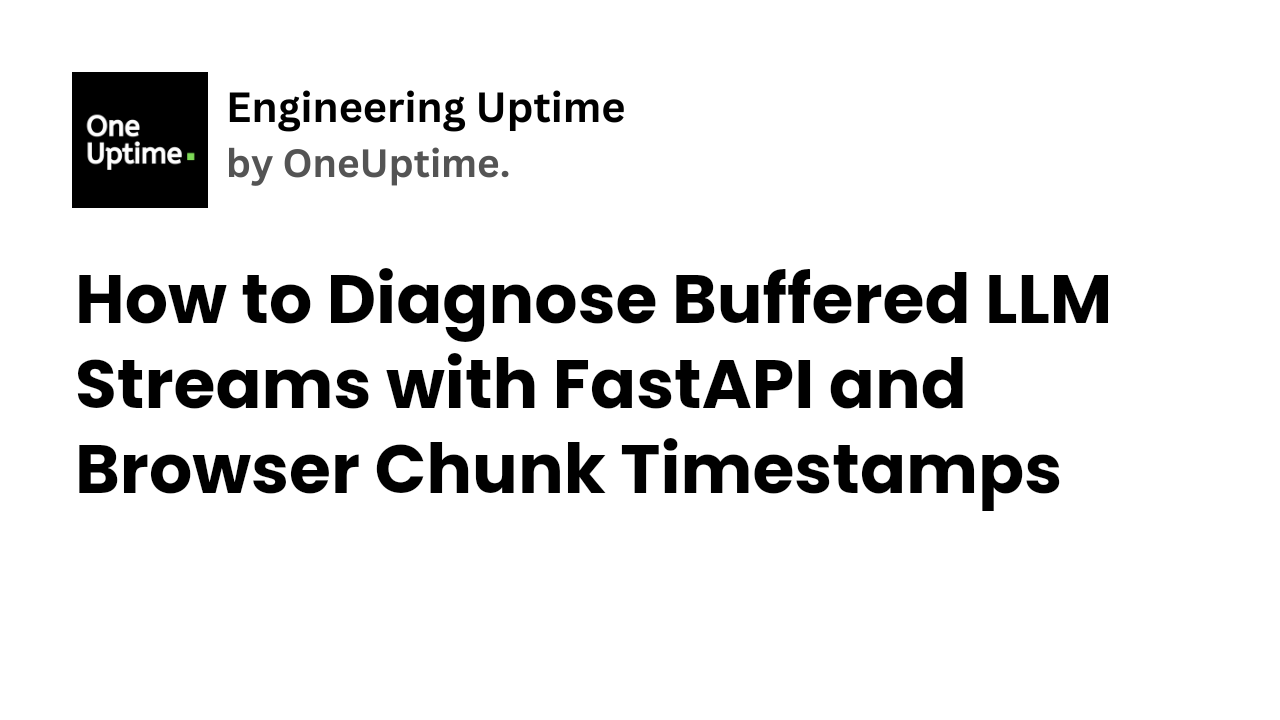 One
Uptime.
Engineering Uptime
by OneUptime.
How to Diagnose Buffered LLM
Streams with FastAPI and
Browser Chunk Timestamps